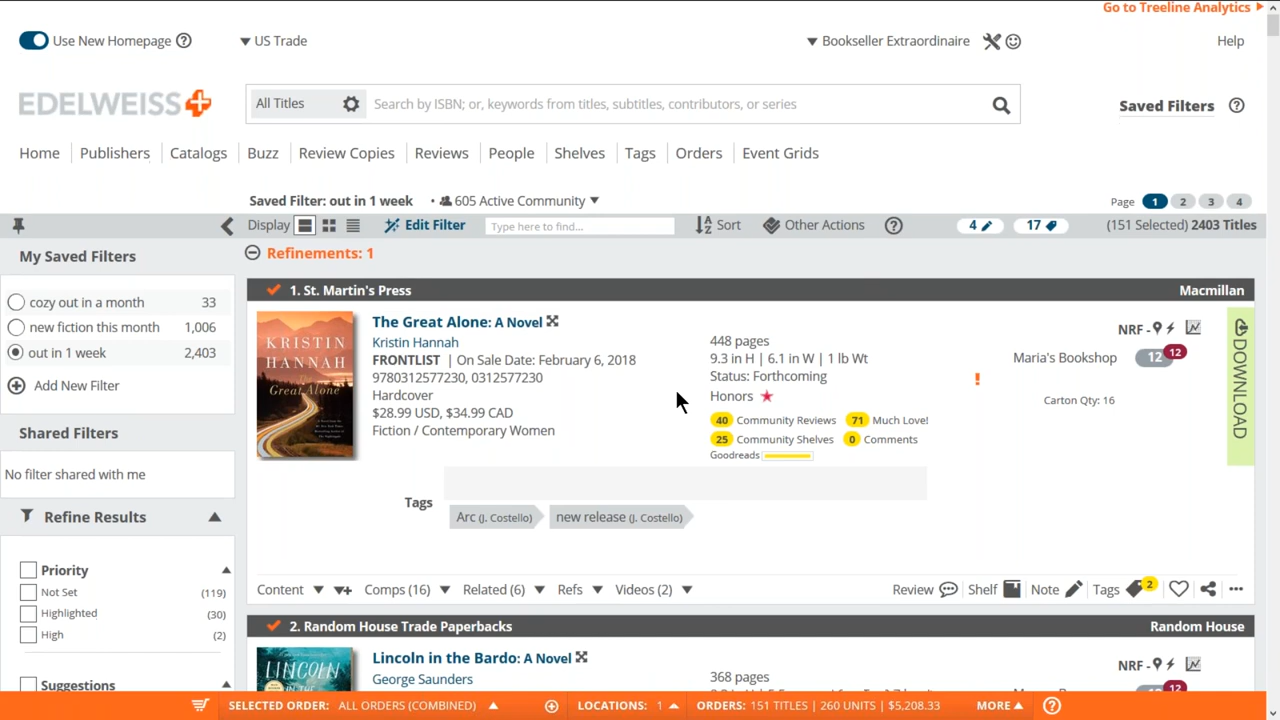 Go to Treeline Analytics
Use New Homepage
US Trade
Bookseller Extraordinaire
Help
EDELWEISS
All Titles
Search by ISBN; or, keywords from titles, subtitles, contributors, or series
Saved Filters
Home
Publishers
Catalogs
Buzz
Review Copies
Reviews
People
Shelves
Tags
Orders
Event Grids
Saved Filter: out in 1 week • 605 Active Community
Page 1 2 3 4
Display
Edit Filter
Type here to find...
Sort
Other Actions
4
17
(151 Selected) 2403 Titles
My Saved Filters
cozy out in a month 33
new fiction this month 1,006
out in 1 week 2,403
Add New Filter
Shared Filters
No filter shared with me
Refine Results
Priority
Not Set (119)
Highlighted (30)
High (2)
Suggestions
Refinements: 1
1. St. Martin's Press
Macmillan
KRISTIN
HANNAH
The
Great Alone
The Great Alone: A Novel
Kristin Hannah
FRONTLIST | On Sale Date: February 6, 2018
9780312577230, 0312577230
Hardcover
$28.99 USD, $34.99 CAD
Fiction / Contemporary Women
448 pages
9.3 in H | 6.1 in W | 1 lb Wt
Status: Forthcoming
Honors
40 Community Reviews 71 Much Love!
25 Community Shelves 0 Comments
Goodreads
NRF -
Maria's Bookshop 12 12
Carton Qty: 16
DOWNLOAD
Tags
Arc (J. Costello)
new release (J. Costello)
Content
Comps (16)
Related (6)
Refs
Videos (2)
Review
Shelf
Note
Tags 2
2. Random House Trade Paperbacks
Random House
LINCOLN
Lincoln in the Bardo: A Novel
George Saunders
368 pages
NRF -
12
SELECTED ORDER: ALL ORDERS (COMBINED)
LOCATIONS: 1
ORDERS: 151 TITLES | 260 UNITS | $5,208.33
MORE